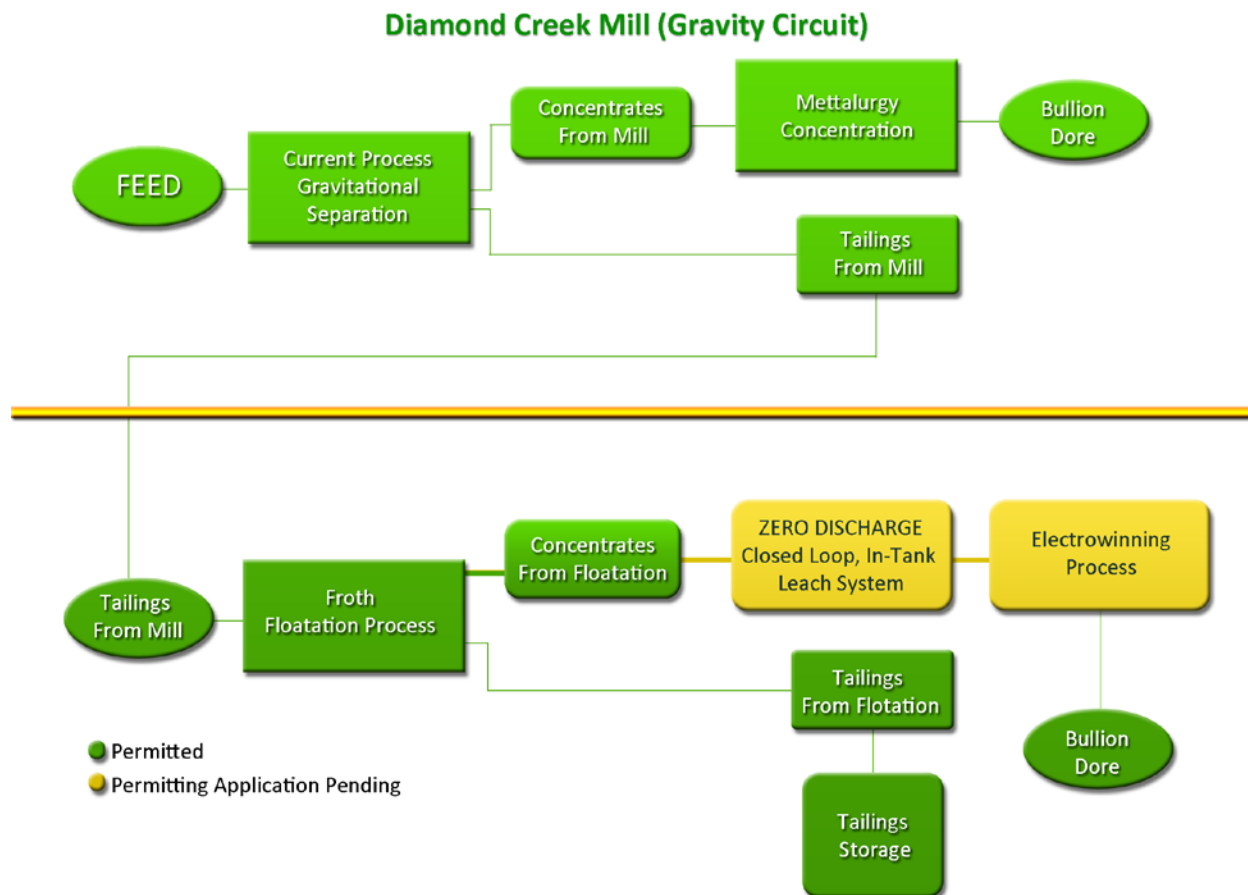 Diamond Creek Mill (Gravity Circuit)
FEED
Current Process
Gravitational
Separation
Concentrates
From Mill
Mettalurgy
Concentration
Bullion
Dore
Tailings
From Mill
Tailings
From Mill
Froth
Floatation Process
Concentrates
From Floatation
ZERO DISCHARGE
Closed Loop, In-Tank
Leach System
Electrowinning
Process
Tailings
From Flotation
Bullion
Dore
Tailings
Storage
Permitted
Permitting Application Pending